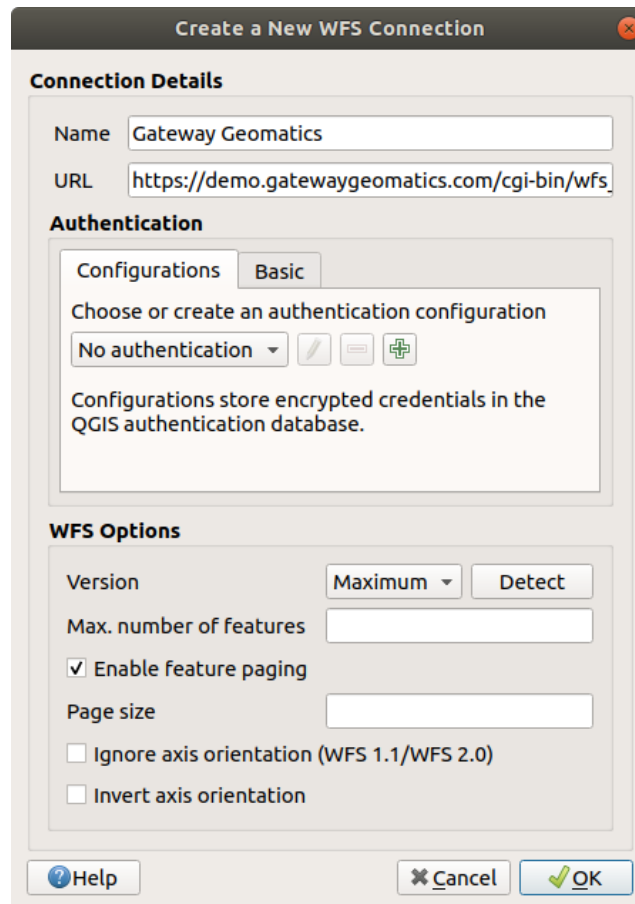 Create a New WFS Connection
Connection Details
Name Gateway Geomatics
URL https://demo.gatewaygeomatics.com/cgi-bin/wfs_
Authentication
Configurations Basic
Choose or create an authentication configuration
No authentication
Configurations store encrypted credentials in the
QGIS authentication database.
WFS Options
Version Maximum Detect
Max. number of features
Enable feature paging
Page size
Ignore axis orientation (WFS 1.1/WFS 2.0)
Invert axis orientation
Help Cancel OK